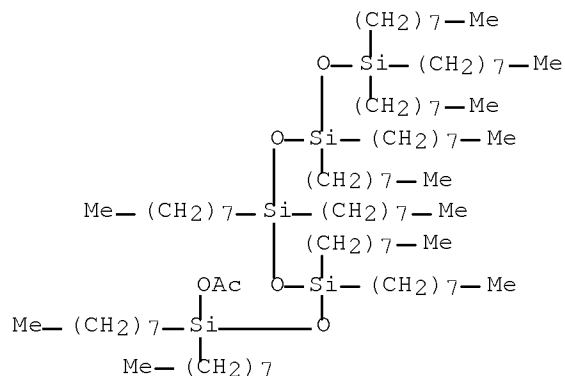 (CH2)7—Me
O—Si—(CH2)7—Me
(CH2)7—Me
O—Si—(CH2)7—Me
(CH2)7—Me
Me—(CH2)7—Si—(CH2)7—Me
(CH2)7—Me
OAc O—Si—(CH2)7—Me
Me—(CH2)7—Si—O
Me—(CH2)7